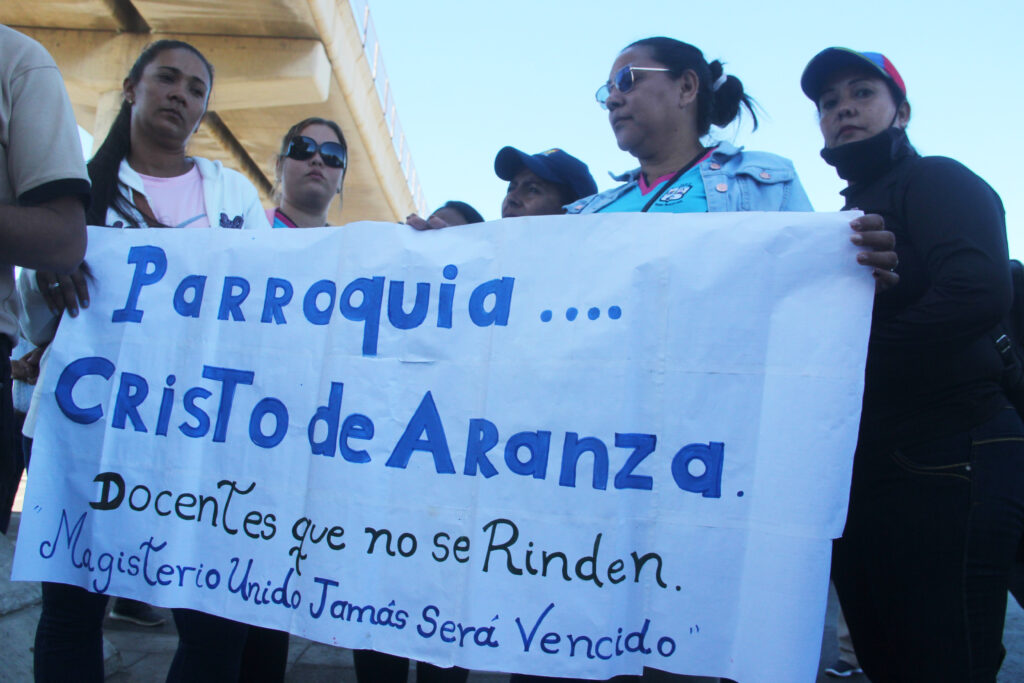 Parroquia ....
Cristo de Aranza.
Docentes que no se Rinden.
"Magisterio Unido Jamás Será Vencido"